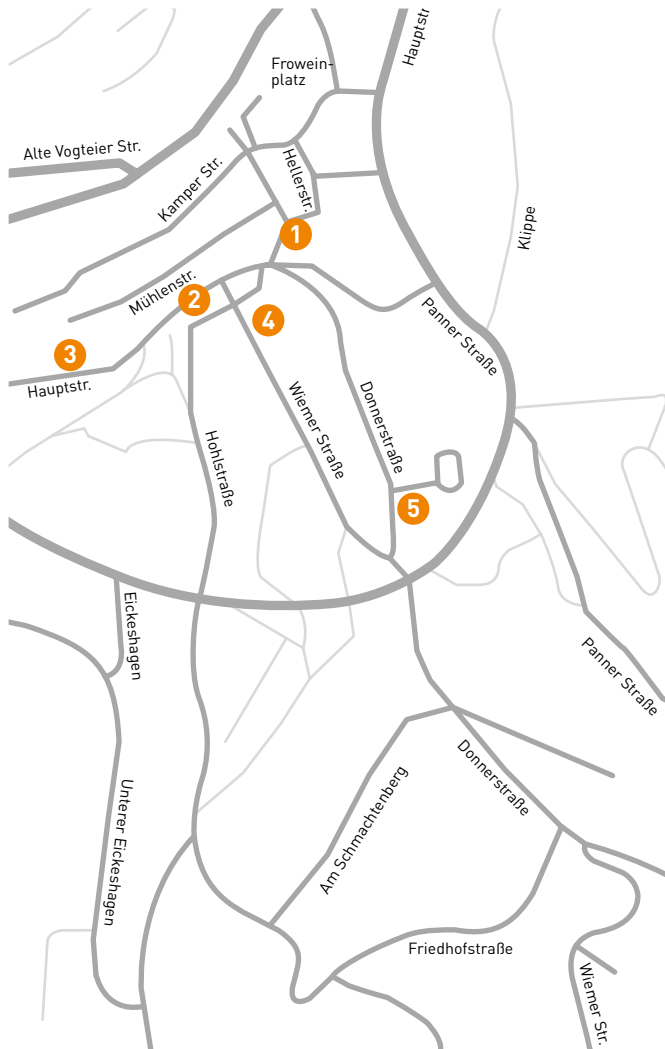 Hauptstr
Frowein-
platz
Alte Vogteier Str.
Hellerstr.
Kamper Str.
Klippe
1
Mühlenstr.
2
4
Panner Straße
3
Hauptstr.
Wiemer Straße
Donnerstraße
Hohlstraße
5
Eickeshagen
Panner Straße
Donnerstraße
Am Schmachtenberg
Unterer Eickeshagen
Friedhofstraße
Wiemer Str.